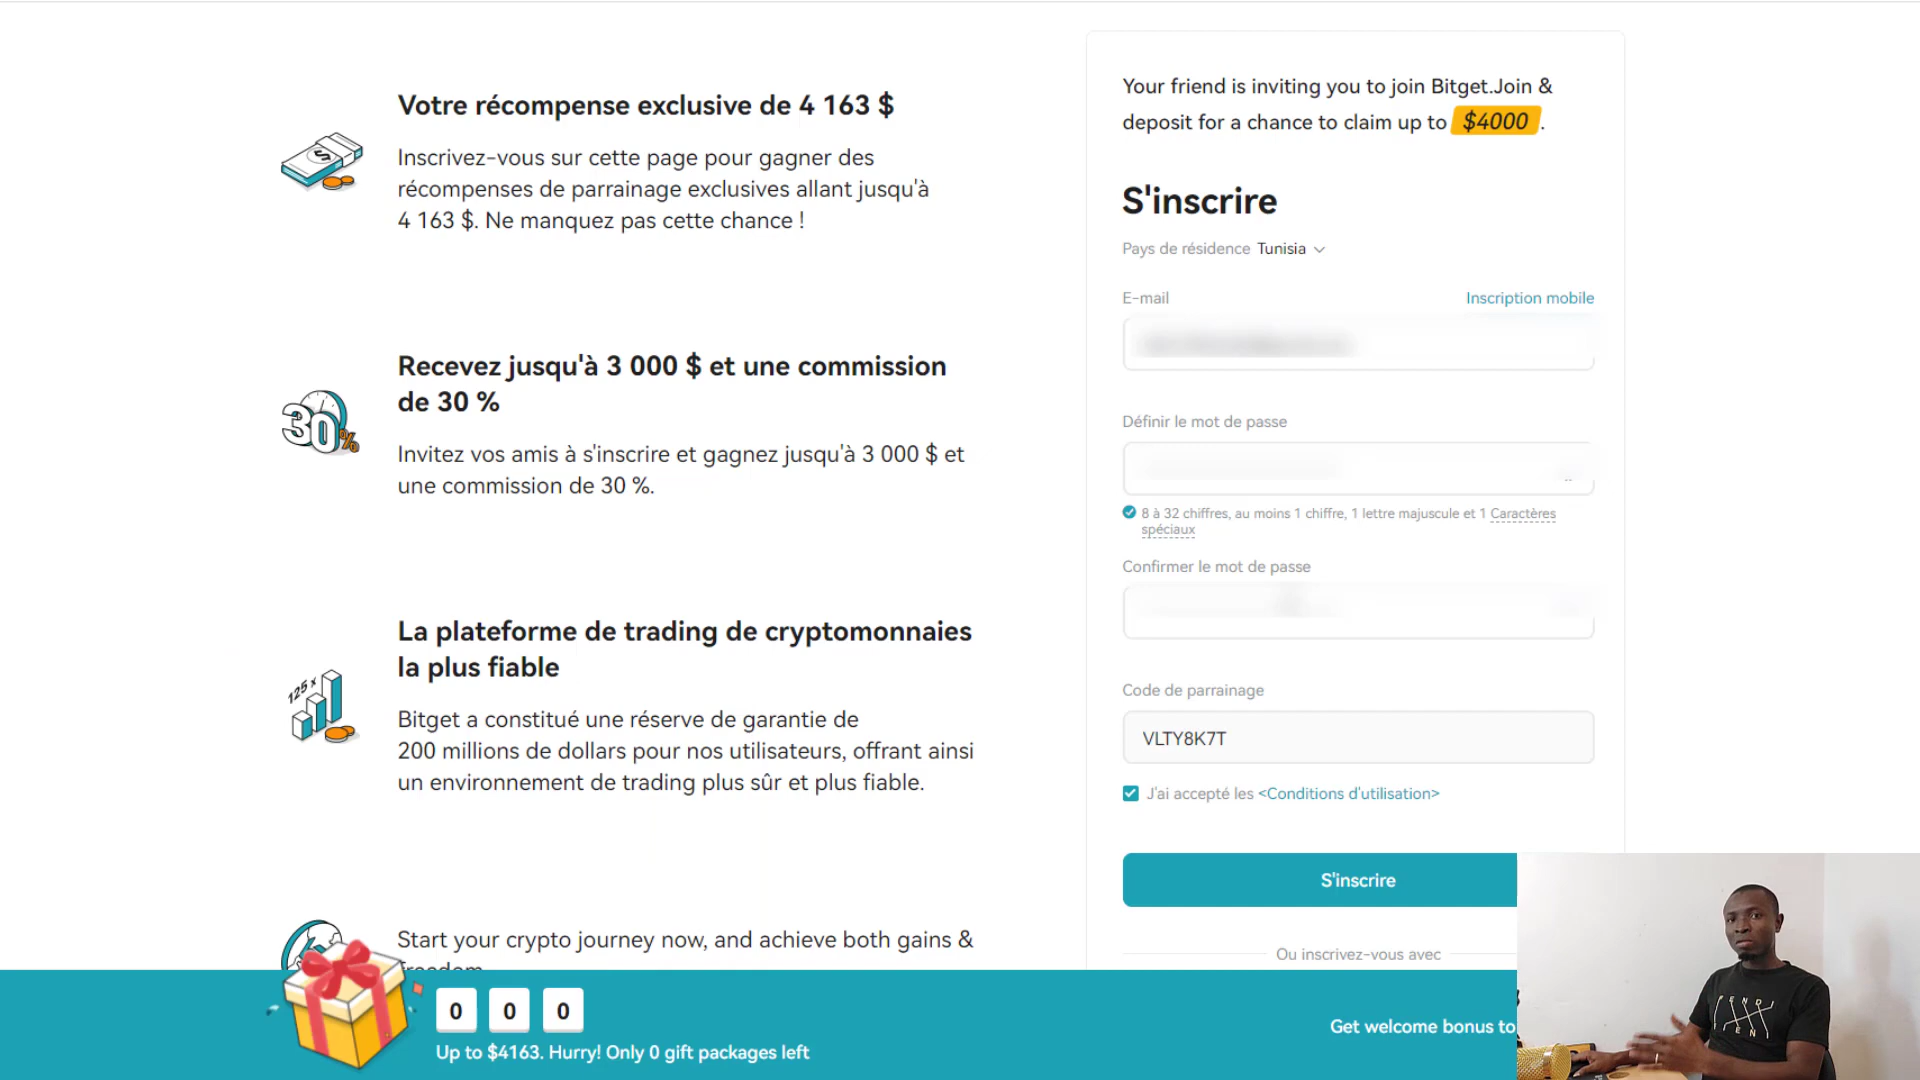 Votre récompense exclusive de 4 163 $
Inscrivez-vous sur cette page pour gagner des
récompenses de parrainage exclusives allant jusqu'à
4 163 $. Ne manquez pas cette chance !
30%
Recevez jusqu'à 3 000 $ et une commission
de 30 %
Invitez vos amis à s'inscrire et gagnez jusqu'à 3 000 $ et
une commission de 30 %.
125 x
La plateforme de trading de cryptomonnaies
la plus fiable
Bitget a constitué une réserve de garantie de
200 millions de dollars pour nos utilisateurs, offrant ainsi
un environnement de trading plus sûr et plus fiable.
Start your crypto journey now, and achieve both gains &
freedom
Your friend is inviting you to join Bitget.Join &
deposit for a chance to claim up to $4000 .
S'inscrire
Pays de résidence Tunisia
E-mail Inscription mobile
Définir le mot de passe
8 à 32 chiffres, au moins 1 chiffre, 1 lettre majuscule et 1 Caractères
spéciaux
Confirmer le mot de passe
Code de parrainage
VLTY8K7T
J'ai accepté les <Conditions d'utilisation>
S'inscrire
Ou inscrivez-vous avec
0 0 0
Up to $4163. Hurry! Only 0 gift packages left
Get welcome bonus to